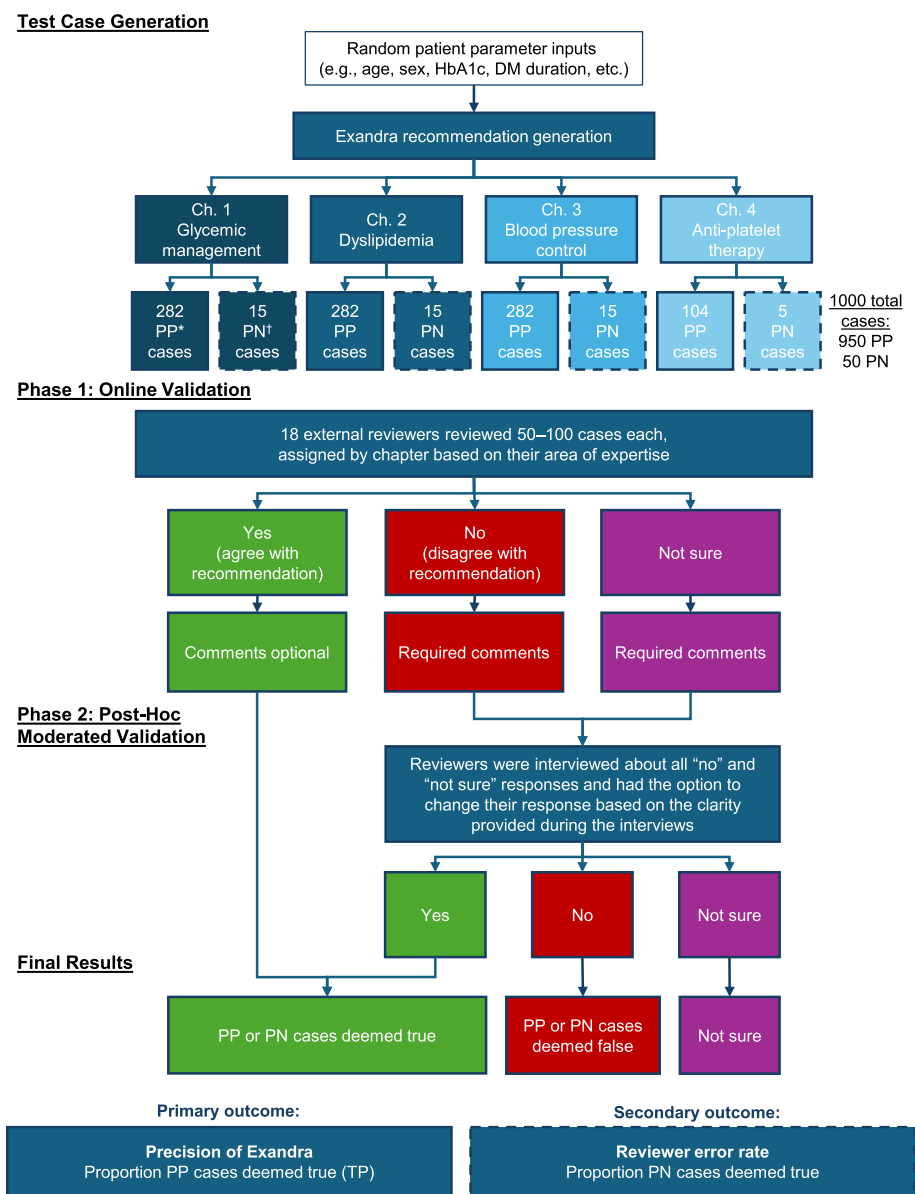 Test Case Generation
Random patient parameter inputs
(e.g., age, sex, HbA1c, DM duration, etc.)
Exandra recommendation generation
Ch. 1
Glycemic
management
Ch. 2
Dyslipidemia
Ch. 3
Blood pressure
control
Ch. 4
Anti-platelet
therapy
282
PP*
cases
15
PN†
cases
282
PP
cases
15
PN
cases
282
PP
cases
15
PN
cases
104
PP
cases
5
PN
cases
1000 total
cases:
950 PP
50 PN
Phase 1: Online Validation
18 external reviewers reviewed 50–100 cases each,
assigned by chapter based on their area of expertise
Yes
(agree with
recommendation)
No
(disagree with
recommendation)
Not sure
Comments optional
Required comments
Required comments
Phase 2: Post-Hoc
Moderated Validation
Reviewers were interviewed about all “no” and
“not sure” responses and had the option to
change their response based on the clarity
provided during the interviews
Yes
No
Not sure
Final Results
PP or PN cases deemed true
PP or PN cases
deemed false
Not sure
Primary outcome:
Precision of Exandra
Proportion PP cases deemed true (TP)
Secondary outcome:
Reviewer error rate
Proportion PN cases deemed true